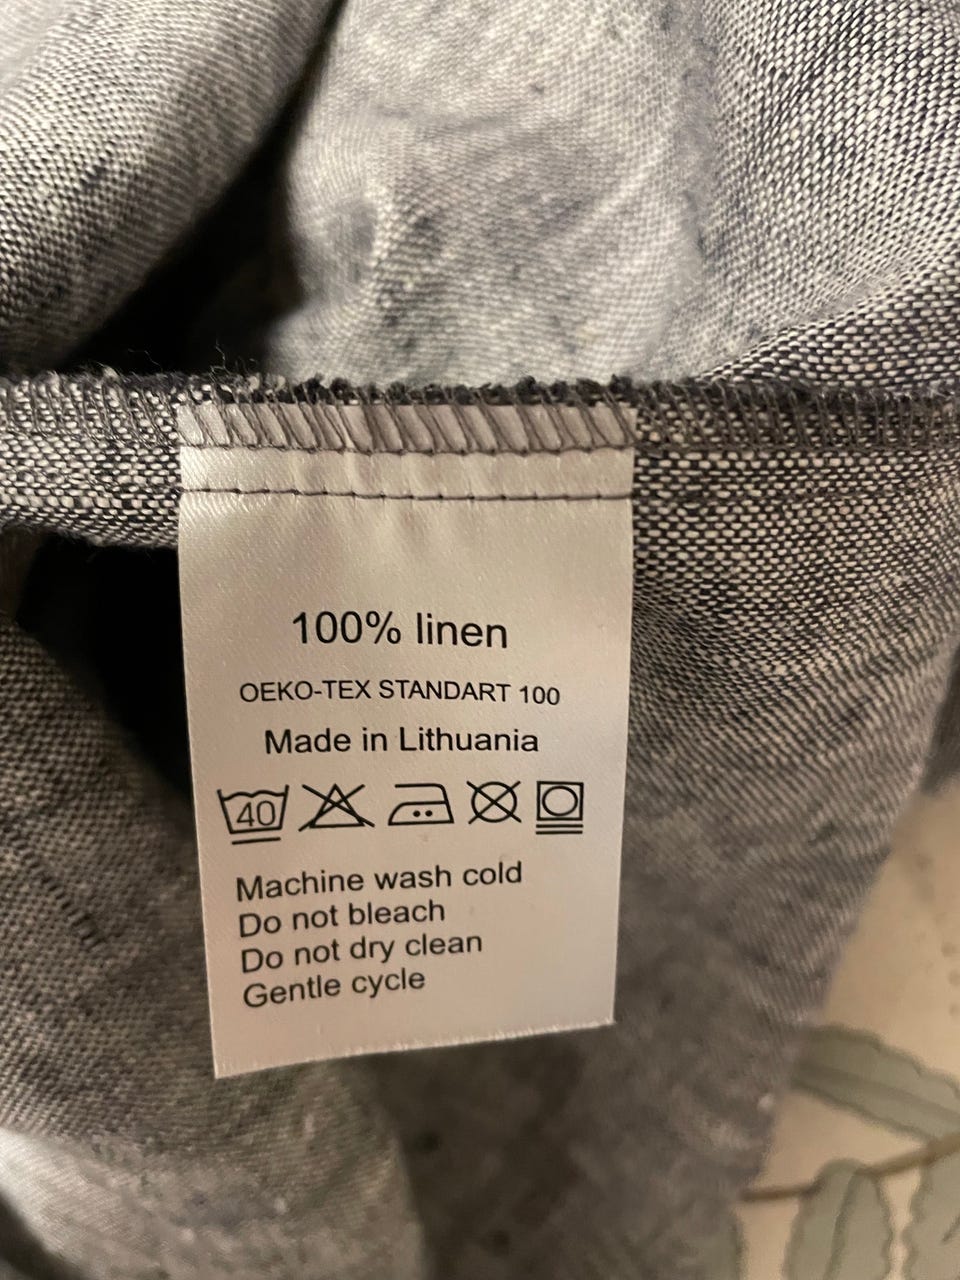 100% linen
OEKO-TEX STANDART 100
Made in Lithuania
40
Machine wash cold
Do not bleach
Do not dry clean
Gentle cycle